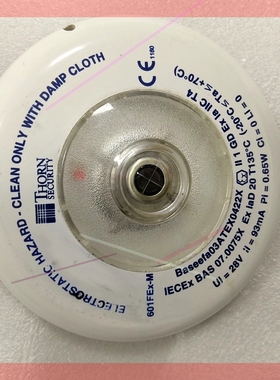 ELECTROSTATIC HAZARD - CLEAN ONLY WITH DAMP CLOTH
THORN
SECURITY
CE
1180
601FEx-M
II 1 GD Ex ia IIC T4
(-20°C ≤Ta≤+70°C)
Baseefa03ATEX0422X
Ex iaD 20 T135°C
IECEx BAS 07.0075X
Ui = 28V Ii = 93mA Pi = 0.65W Ci = 0 Li = 0